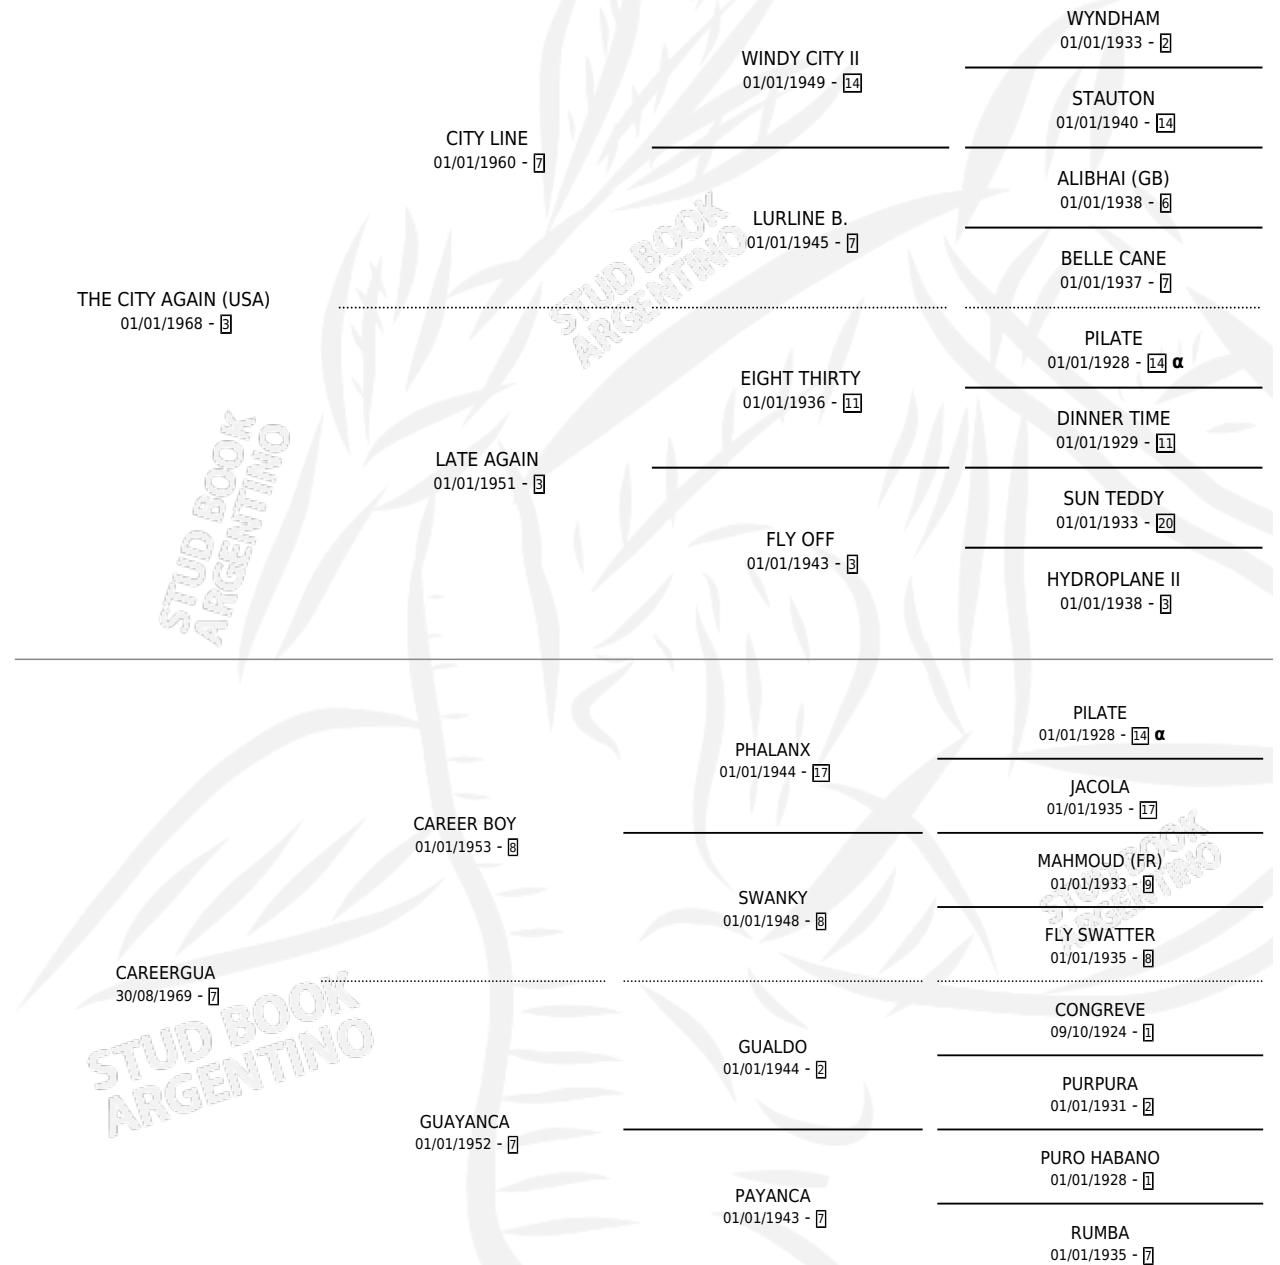 WYNDHAM
01/01/1933 - 2
WINDY CITY II
01/01/1949 - 14
STAUTON
01/01/1940 - 14
CITY LINE
01/01/1960 - 7
ALIBHAI (GB)
01/01/1938 - 6
LURLINE B.
01/01/1945 - 7
BELLE CANE
01/01/1937 - 7
THE CITY AGAIN (USA)
01/01/1968 - 3
PILATE
01/01/1928 - 14 α
EIGHT THIRTY
01/01/1936 - 11
DINNER TIME
01/01/1929 - 11
LATE AGAIN
01/01/1951 - 3
SUN TEDDY
01/01/1933 - 20
FLY OFF
01/01/1943 - 3
HYDROPLANE II
01/01/1938 - 3
PILATE
01/01/1928 - 14 α
PHALANX
01/01/1944 - 17
JACOLA
01/01/1935 - 17
CAREER BOY
01/01/1953 - 8
MAHMOUD (FR)
01/01/1933 - 9
SWANKY
01/01/1948 - 8
FLY SWATTER
01/01/1935 - 8
CAREERGUA
30/08/1969 - 7
CONGREVE
09/10/1924 - 1
GUALDO
01/01/1944 - 2
PURPURA
01/01/1931 - 2
GUAYANCA
01/01/1952 - 7
PURO HABANO
01/01/1928 - 1
PAYANCA
01/01/1943 - 7
RUMBA
01/01/1935 - 7
STUD BOOK
ARGENTINO
STUD BOOK
ARGENTINO
STUD BOOK
ARGENTINO
STUD BOOK
ARGENTINO